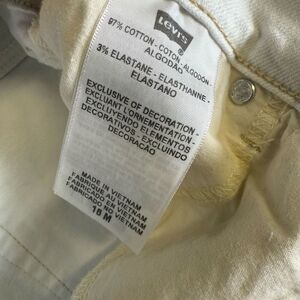 Levi's
®
97% COTTON - COTON - ALGODÓN -
ALGODÃO
3% ELASTANE - ELASTHANNE -
ELASTANO
EXCLUSIVE OF DECORATION -
EXCLUANT L'ORNEMENTATION -
EXCLUYENDO ELEMENTOS
DECORATIVOS - EXCLUINDO
DECORAÇÃO
MADE IN VIETNAM
FABRIQUÉ AU VIETNAM
FABRICADO EN VIETNAM
FABRICADO NO VIETNAM
18 M